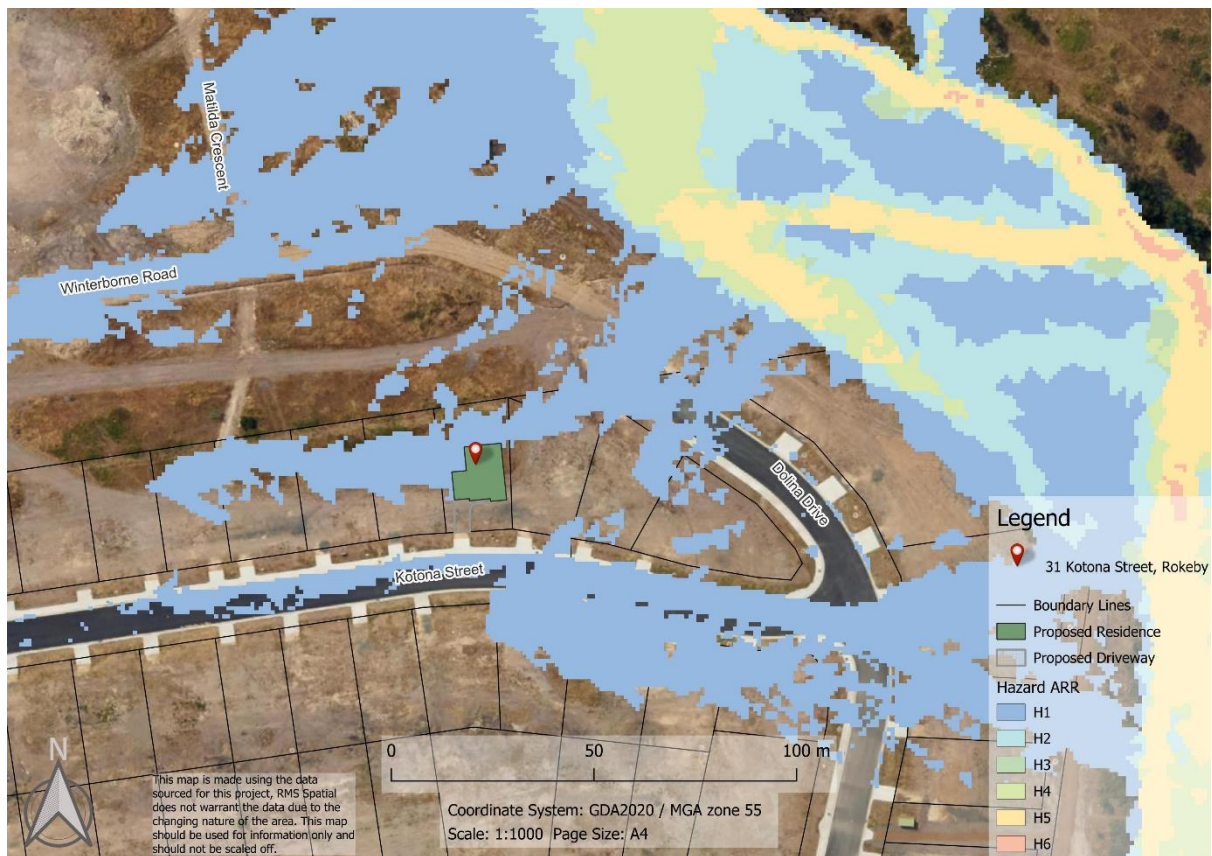 Matilda Crescent
Winterborne Road
Dolina Drive
Kotona Street
Legend
31 Kotona Street, Rokeby
Boundary Lines
Proposed Residence
Proposed Driveway
Hazard ARR
H1
H2
H3
H4
H5
H6
N
This map is made using the data
sourced for this project, RMS Spatial
does not warrant the data due to the
changing nature of the area. This map
should be used for information only and
should not be scaled off.
0 50 100 m
Coordinate System: GDA2020 / MGA zone 55
Scale: 1:1000 Page Size: A4